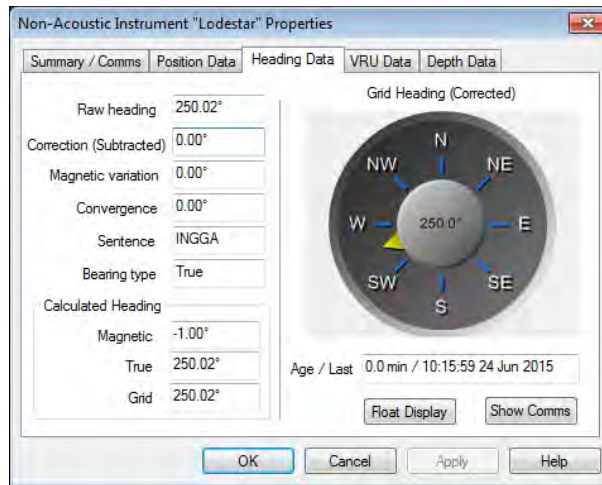 Non-Acoustic Instrument "Lodestar" Properties
Summary / Comms Position Data Heading Data VRU Data Depth Data
Raw heading 250.02°
Correction (Subtracted) 0.00°
Magnetic variation 0.00°
Convergence 0.00°
Sentence INGGA
Bearing type True
Calculated Heading
Magnetic -1.00°
True 250.02°
Grid 250.02°
Grid Heading (Corrected)
N
NW NE
W 250.0° E
SW SE
S
Age / Last 0.0 min / 10:15:59 24 Jun 2015
Float Display Show Comms
OK Cancel Apply Help